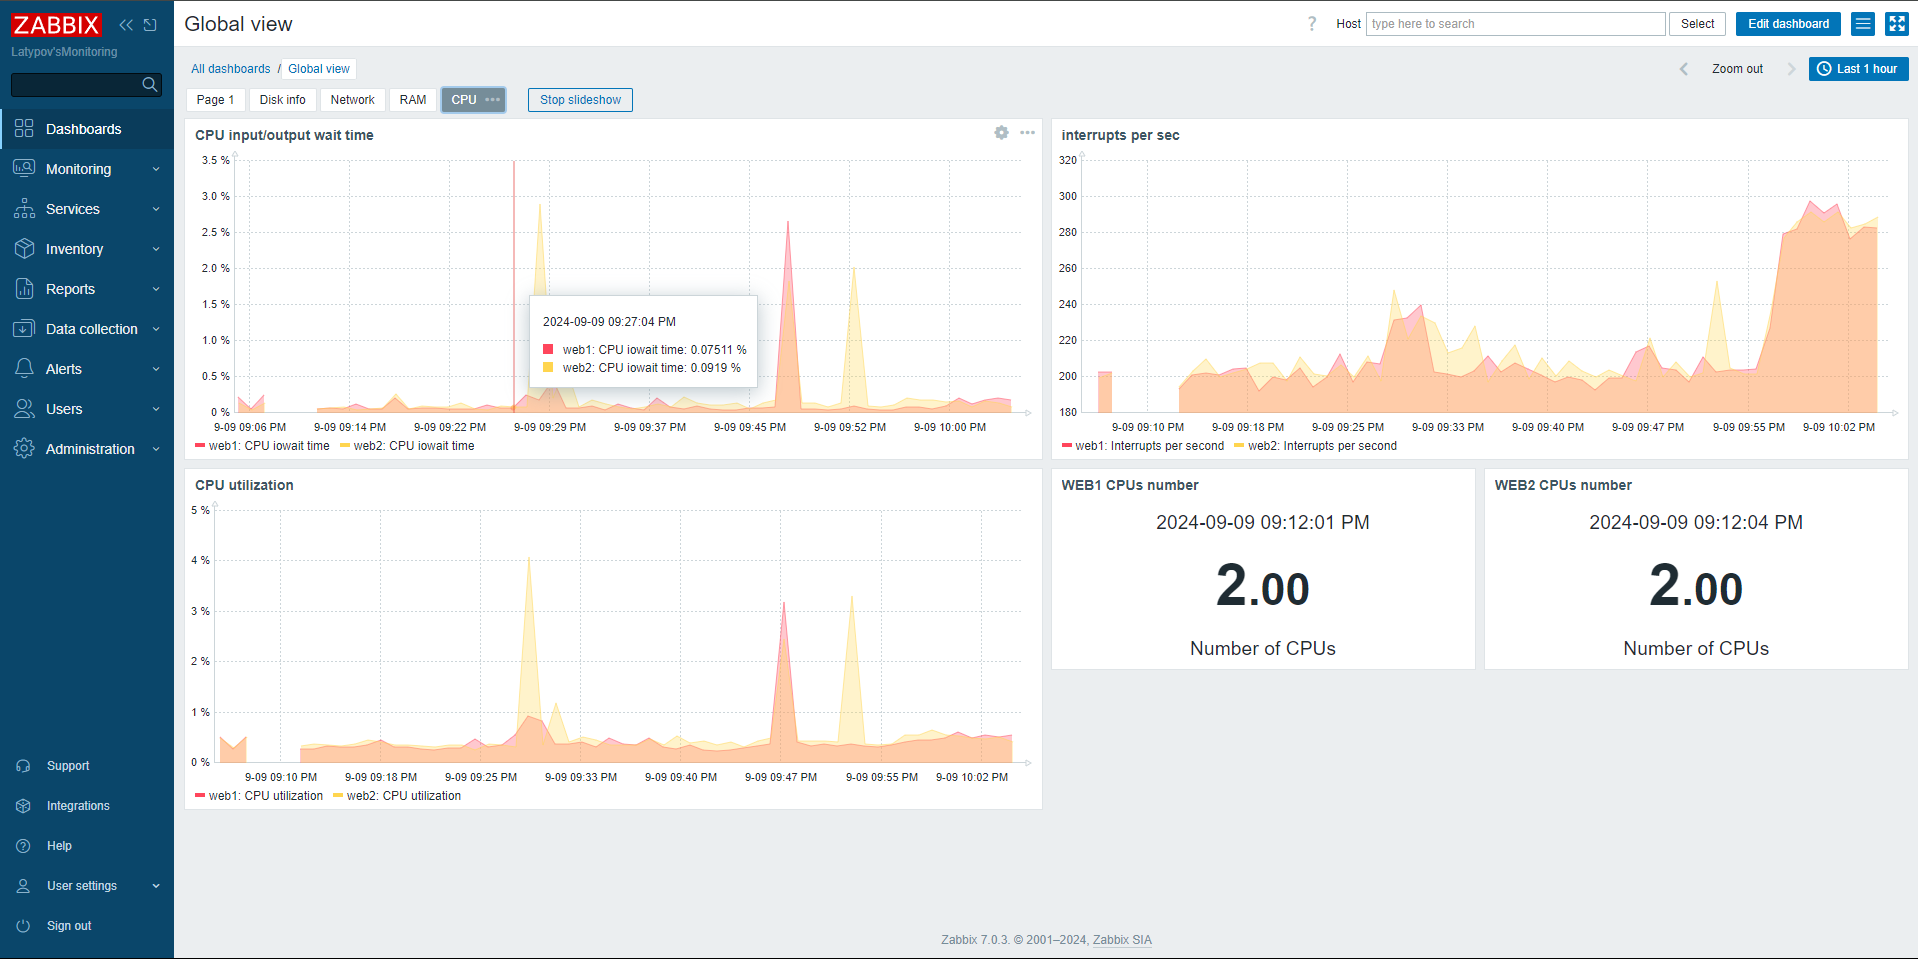 ZABBIX
Latypov'sMonitoring
Dashboards
Monitoring
Services
Inventory
Reports
Data collection
Alerts
Users
Administration
Support
Integrations
Help
User settings
Sign out
Global view
? Host type here to search Select Edit dashboard
All dashboards / Global view
Zoom out Last 1 hour
Page 1 Disk info Network RAM CPU Stop slideshow
CPU input/output wait time
3.5 %
3.0 %
2.5 %
2.0 %
1.5 %
1.0 %
0.5 %
0 %
2024-09-09 09:27:04 PM
web1: CPU iowait time: 0.07511 %
web2: CPU iowait time: 0.0919 %
9-09 09:06 PM 9-09 09:14 PM 9-09 09:22 PM 9-09 09:29 PM 9-09 09:37 PM 9-09 09:45 PM 9-09 09:52 PM 9-09 10:00 PM
web1: CPU iowait time web2: CPU iowait time
interrupts per sec
320
300
280
260
240
220
200
180
9-09 09:10 PM 9-09 09:18 PM 9-09 09:25 PM 9-09 09:33 PM 9-09 09:40 PM 9-09 09:47 PM 9-09 09:55 PM 9-09 10:02 PM
web1: Interrupts per second web2: Interrupts per second
CPU utilization
5 %
4 %
3 %
2 %
1 %
0 %
9-09 09:10 PM 9-09 09:18 PM 9-09 09:25 PM 9-09 09:33 PM 9-09 09:40 PM 9-09 09:47 PM 9-09 09:55 PM 9-09 10:02 PM
web1: CPU utilization web2: CPU utilization
WEB1 CPUs number
2024-09-09 09:12:01 PM
2.00
Number of CPUs
WEB2 CPUs number
2024-09-09 09:12:04 PM
2.00
Number of CPUs
Zabbix 7.0.3. © 2001–2024, Zabbix SIA